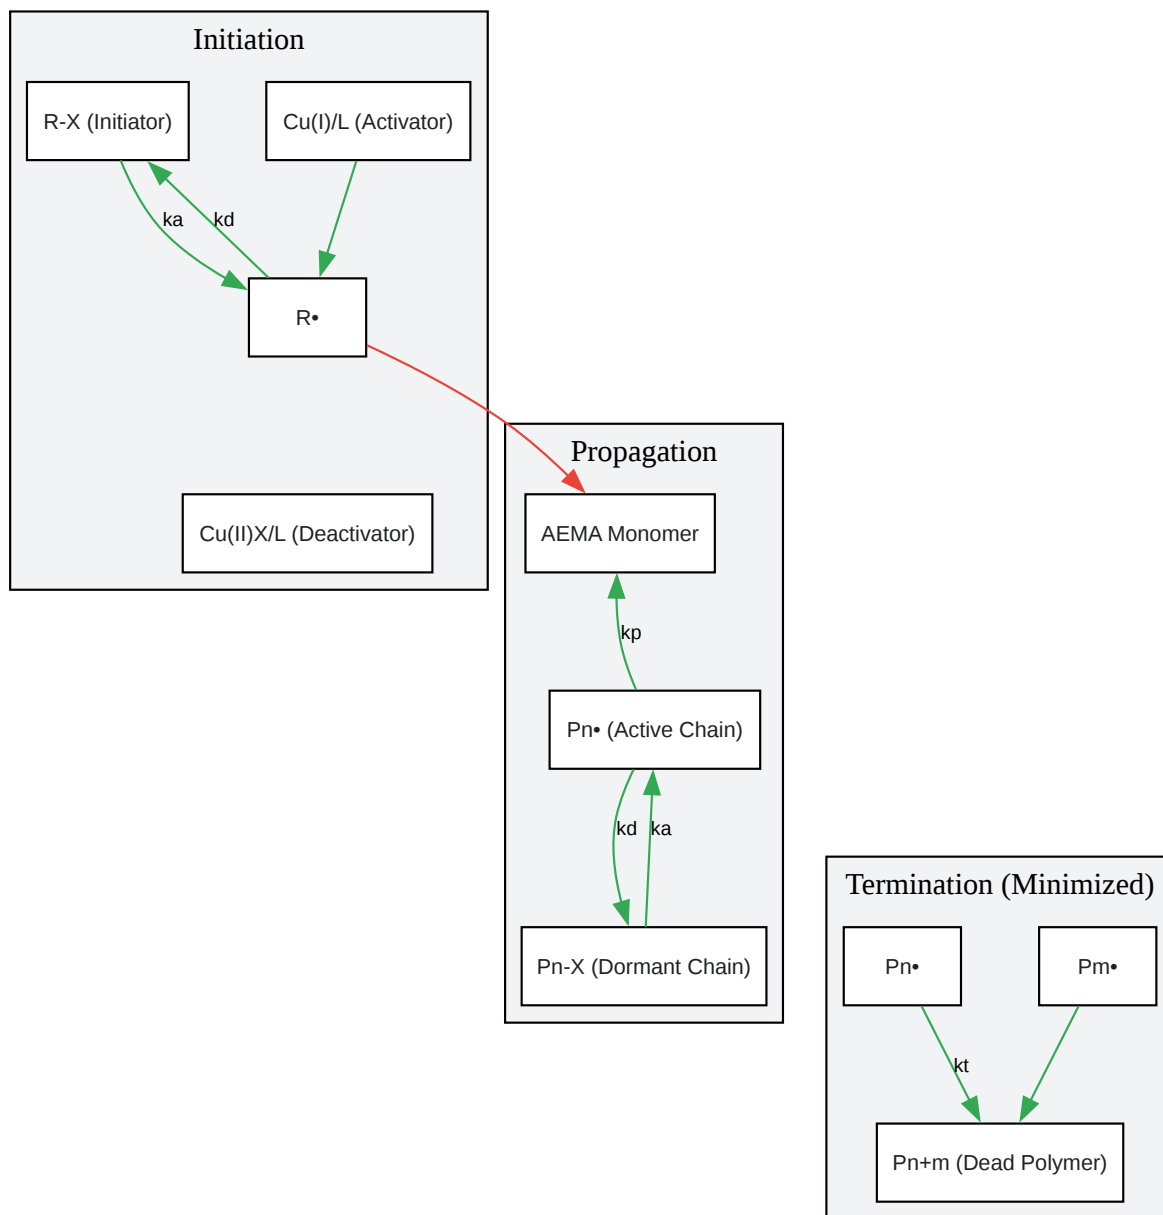 Initiation
R-X (Initiator)
Cu(I)/L (Activator)
ka
kd
R•
Cu(II)X/L (Deactivator)
Propagation
AEMA Monomer
kp
Pn• (Active Chain)
kd
ka
Pn-X (Dormant Chain)
Termination (Minimized)
Pn•
Pm•
kt
Pn+m (Dead Polymer)